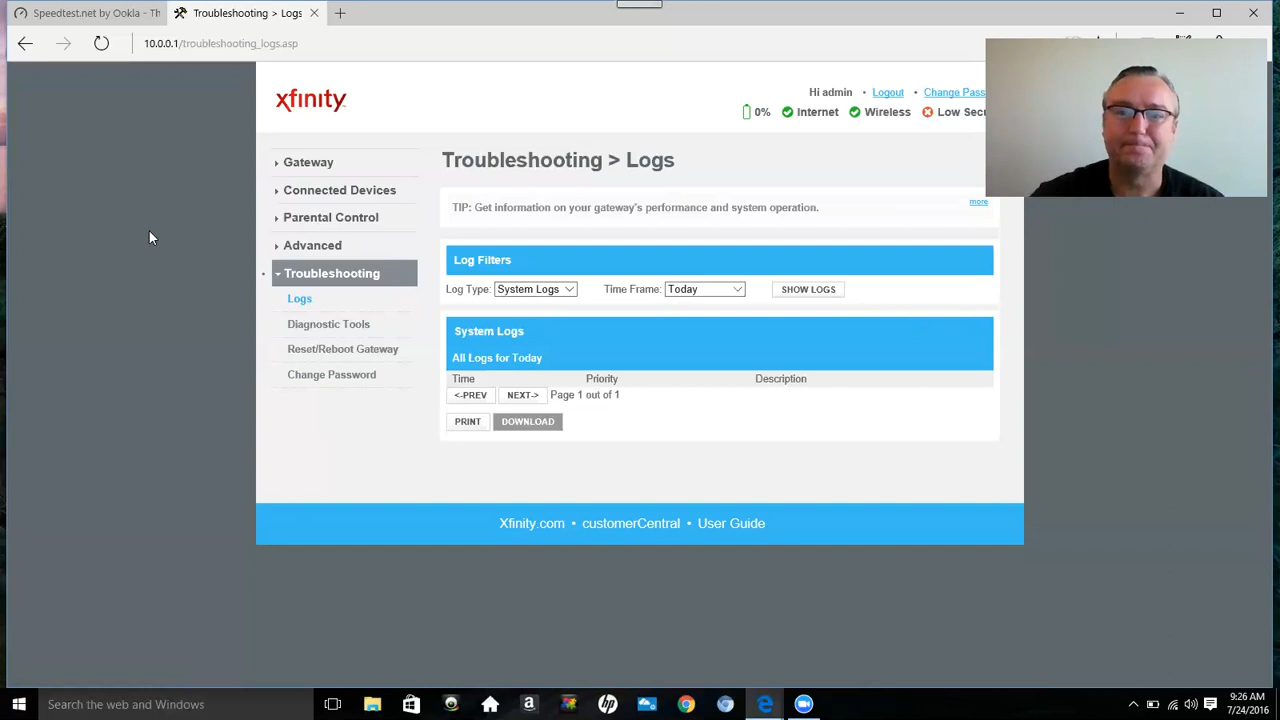 Speedtest.net by Ookla - Th
Troubleshooting > Logs
10.0.0.1/troubleshooting_logs.asp
xfinity
Hi admin • Logout • Change Pass
0% Internet Wireless Low Secu
Gateway
Connected Devices
Parental Control
Advanced
Troubleshooting
Logs
Diagnostic Tools
Reset/Reboot Gateway
Change Password
Troubleshooting > Logs
TIP: Get information on your gateway's performance and system operation.
more
Log Filters
Log Type: System Logs Time Frame: Today SHOW LOGS
System Logs
All Logs for Today
Time Priority Description
<-PREV NEXT-> Page 1 out of 1
PRINT DOWNLOAD
Xfinity.com • customerCentral • User Guide
Search the web and Windows
a
hp
9:26 AM
7/24/2016